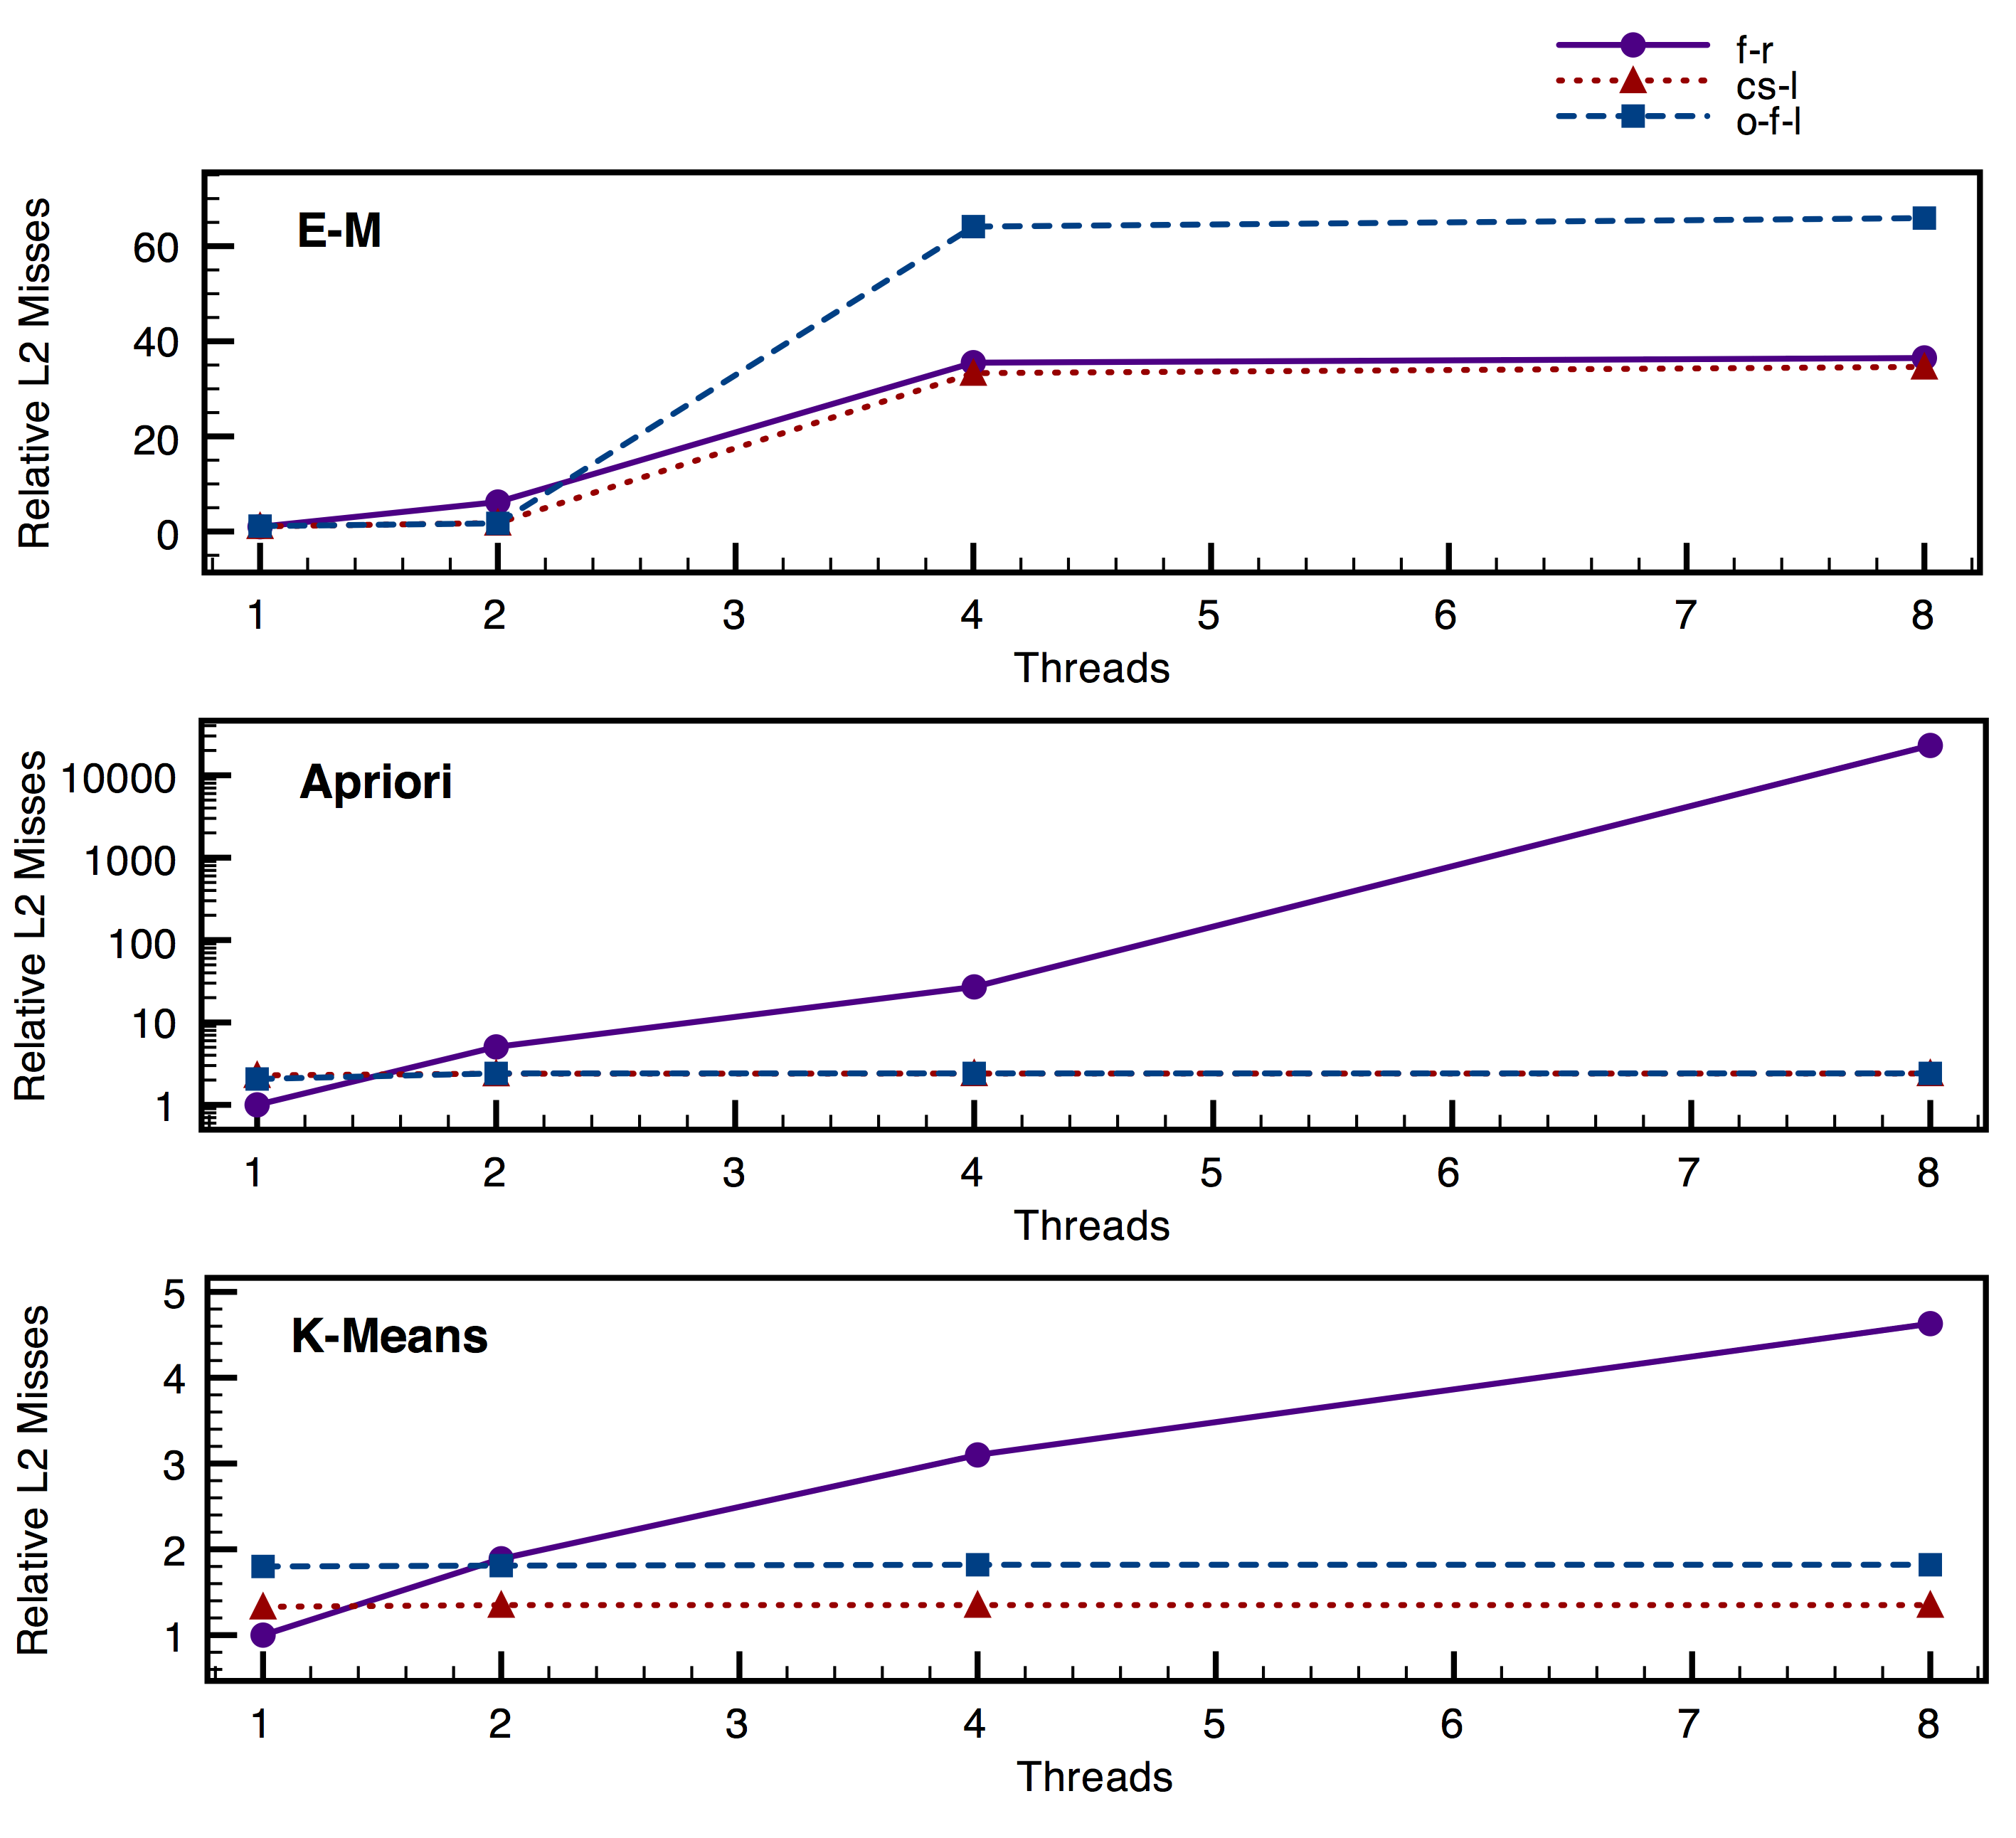 f-r
cs-l
o-f-l
E-M
Relative L2 Misses
60
40
20
0
1 2 3 4 5 6 7 8
Threads
Apriori
Relative L2 Misses
10000
1000
100
10
1
1 2 3 4 5 6 7 8
Threads
K-Means
Relative L2 Misses
5
4
3
2
1
1 2 3 4 5 6 7 8
Threads